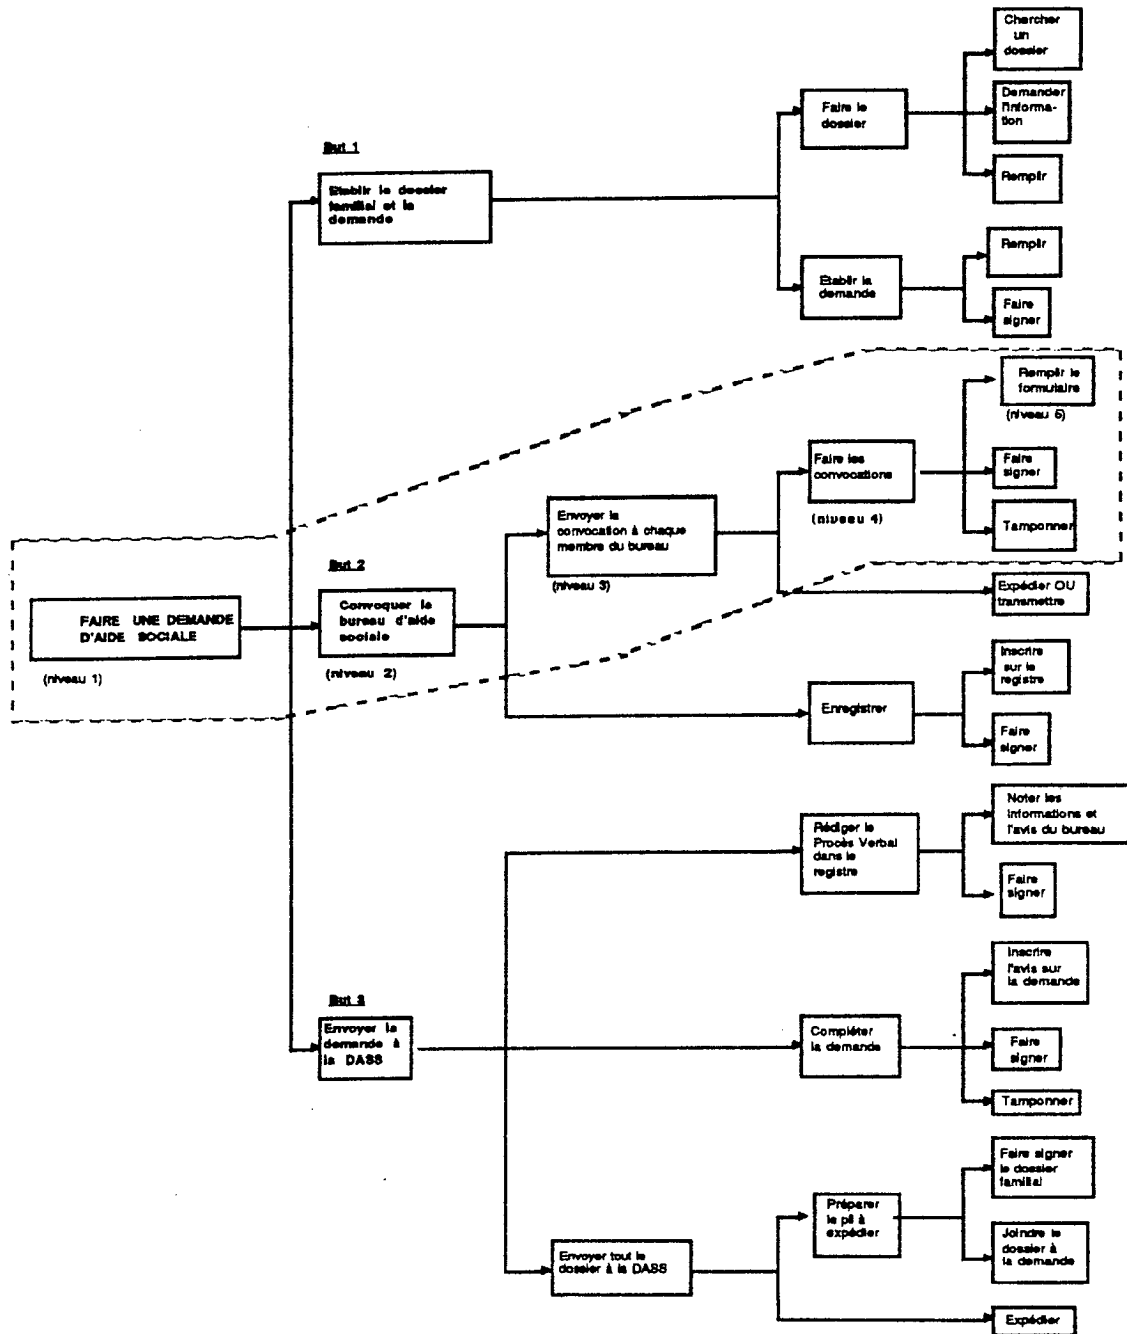 Chercher
un
dossier
Demander
l'informa-
tion
Remplir
Faire le
dossier
But 1
Etablir le dossier
familial et la
demande
Etablir la
demande
Remplir
Faire
signer
Remplir le
formulaire
(niveau 5)
Faire
signer
Tamponner
Faire les
convocations
(niveau 4)
Envoyer la
convocation à chaque
membre du bureau
(niveau 3)
Expédier OU
transmettre
But 2
Convoquer le
bureau d'aide
sociale
(niveau 2)
FAIRE UNE DEMANDE
D'AIDE SOCIALE
(niveau 1)
Enregistrer
Inscrire
sur le
registre
Faire
signer
Rédiger le
Procès Verbal
dans le
registre
Noter les
informations et
l'avis du bureau
Faire
signer
But 3
Envoyer la
demande à
la DASS
Compléter
la demande
Inscrire
l'avis sur
la demande
Faire
signer
Tamponner
Envoyer tout le
dossier à la DASS
Préparer
le pli à
expédier
Faire signer
le dossier
familial
Joindre le
dossier à
la demande
Expédier